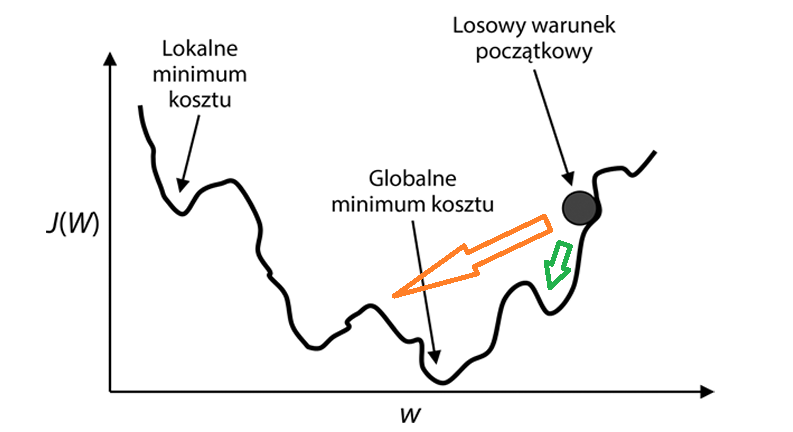 Losowy warunek
początkowy
Lokalne
minimum
kosztu
Globalne
minimum kosztu
J(W)
w